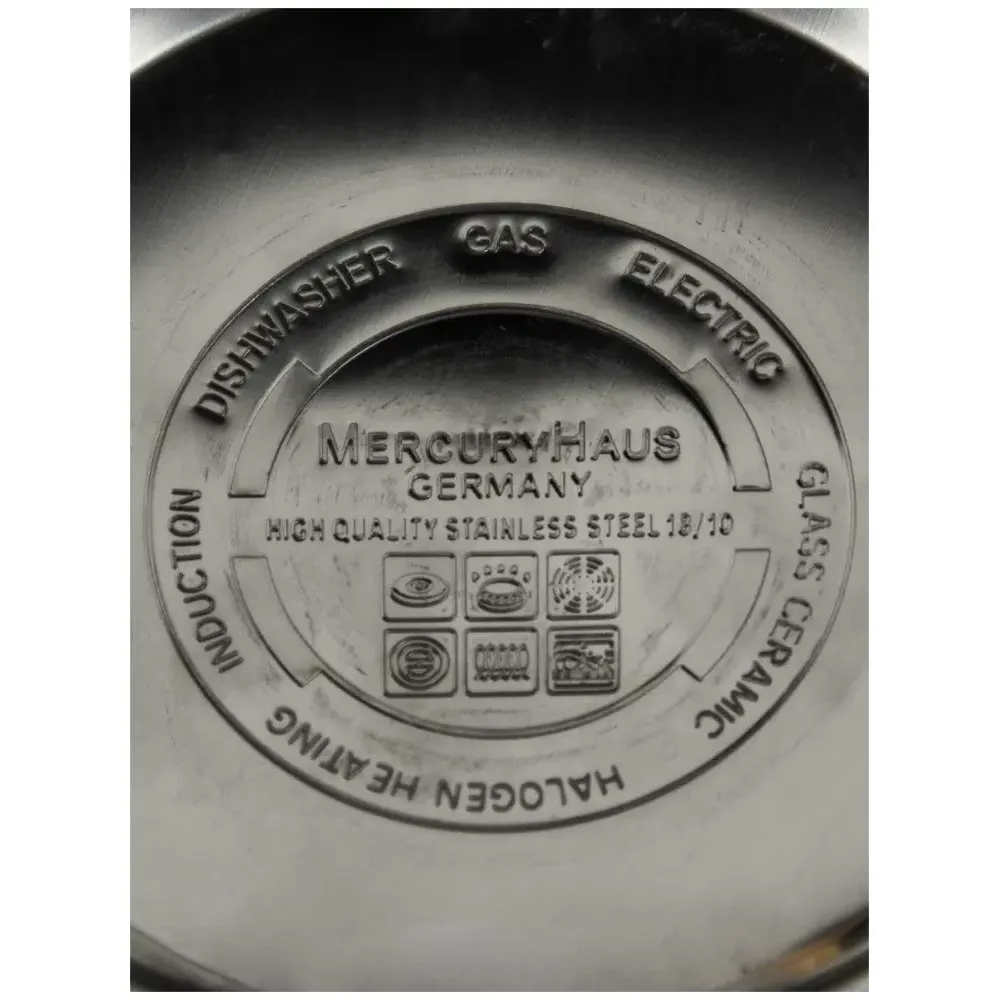 DISHWASHER
GAS
ELECTRIC
GLASS CERAMIC
HALOGEN HEATING
INDUCTION
MERCURYHAUS
GERMANY
HIGH QUALITY STAINLESS STEEL 18/10